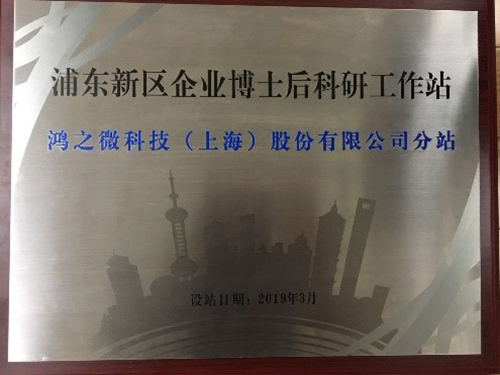 浦东新区企业博士后科研工作站
鸿之微科技（上海）股份有限公司分站
设站日期：2019年3月